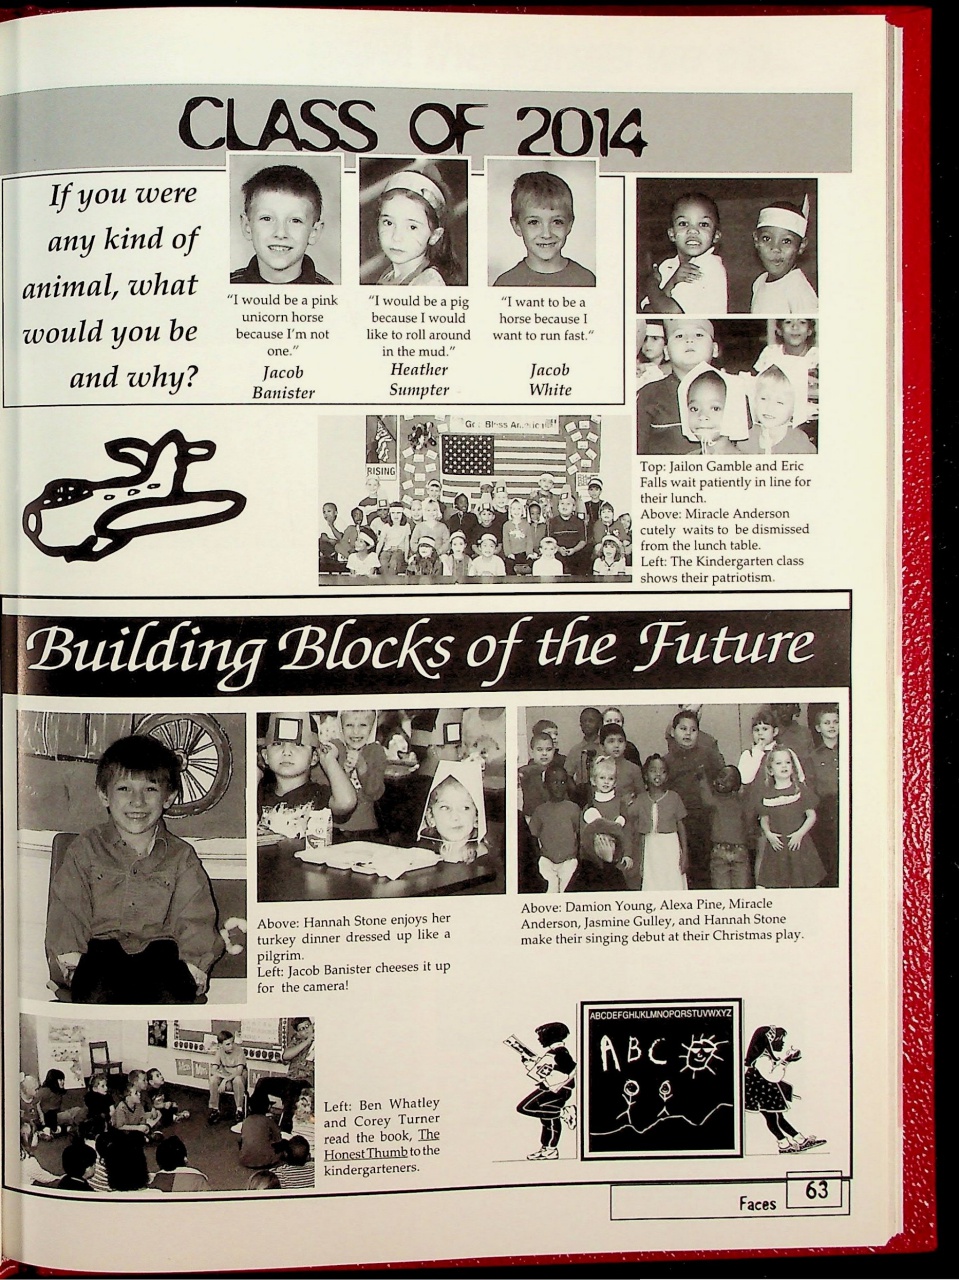 CLASS OF 2014
If you were
any kind of
animal, what
would you be
and why?
"I would be a pink
unicorn horse
because I'm not
one."
Jacob
Banister
"I would be a pig
because I would
like to roll around
in the mud."
Heather
Sumpter
"I want to be a
horse because I
want to run fast."
Jacob
White
God Bless America!!
RISING
Top: Jailon Gamble and Eric
Falls wait patiently in line for
their lunch.
Above: Miracle Anderson
cutely waits to be dismissed
from the lunch table.
Left: The Kindergarten class
shows their patriotism.
Building Blocks of the Future
Above: Hannah Stone enjoys her
turkey dinner dressed up like a
pilgrim.
Left: Jacob Banister cheeses it up
for the camera!
Above: Damion Young, Alexa Pine, Miracle
Anderson, Jasmine Gulley, and Hannah Stone
make their singing debut at their Christmas play.
Left: Ben Whatley
and Corey Turner
read the book, The
Honest Thumb to the
kindergarteners.
ABCDEFGHIJKLMNOPQRSTUVWXYZ
ABC
Faces
63